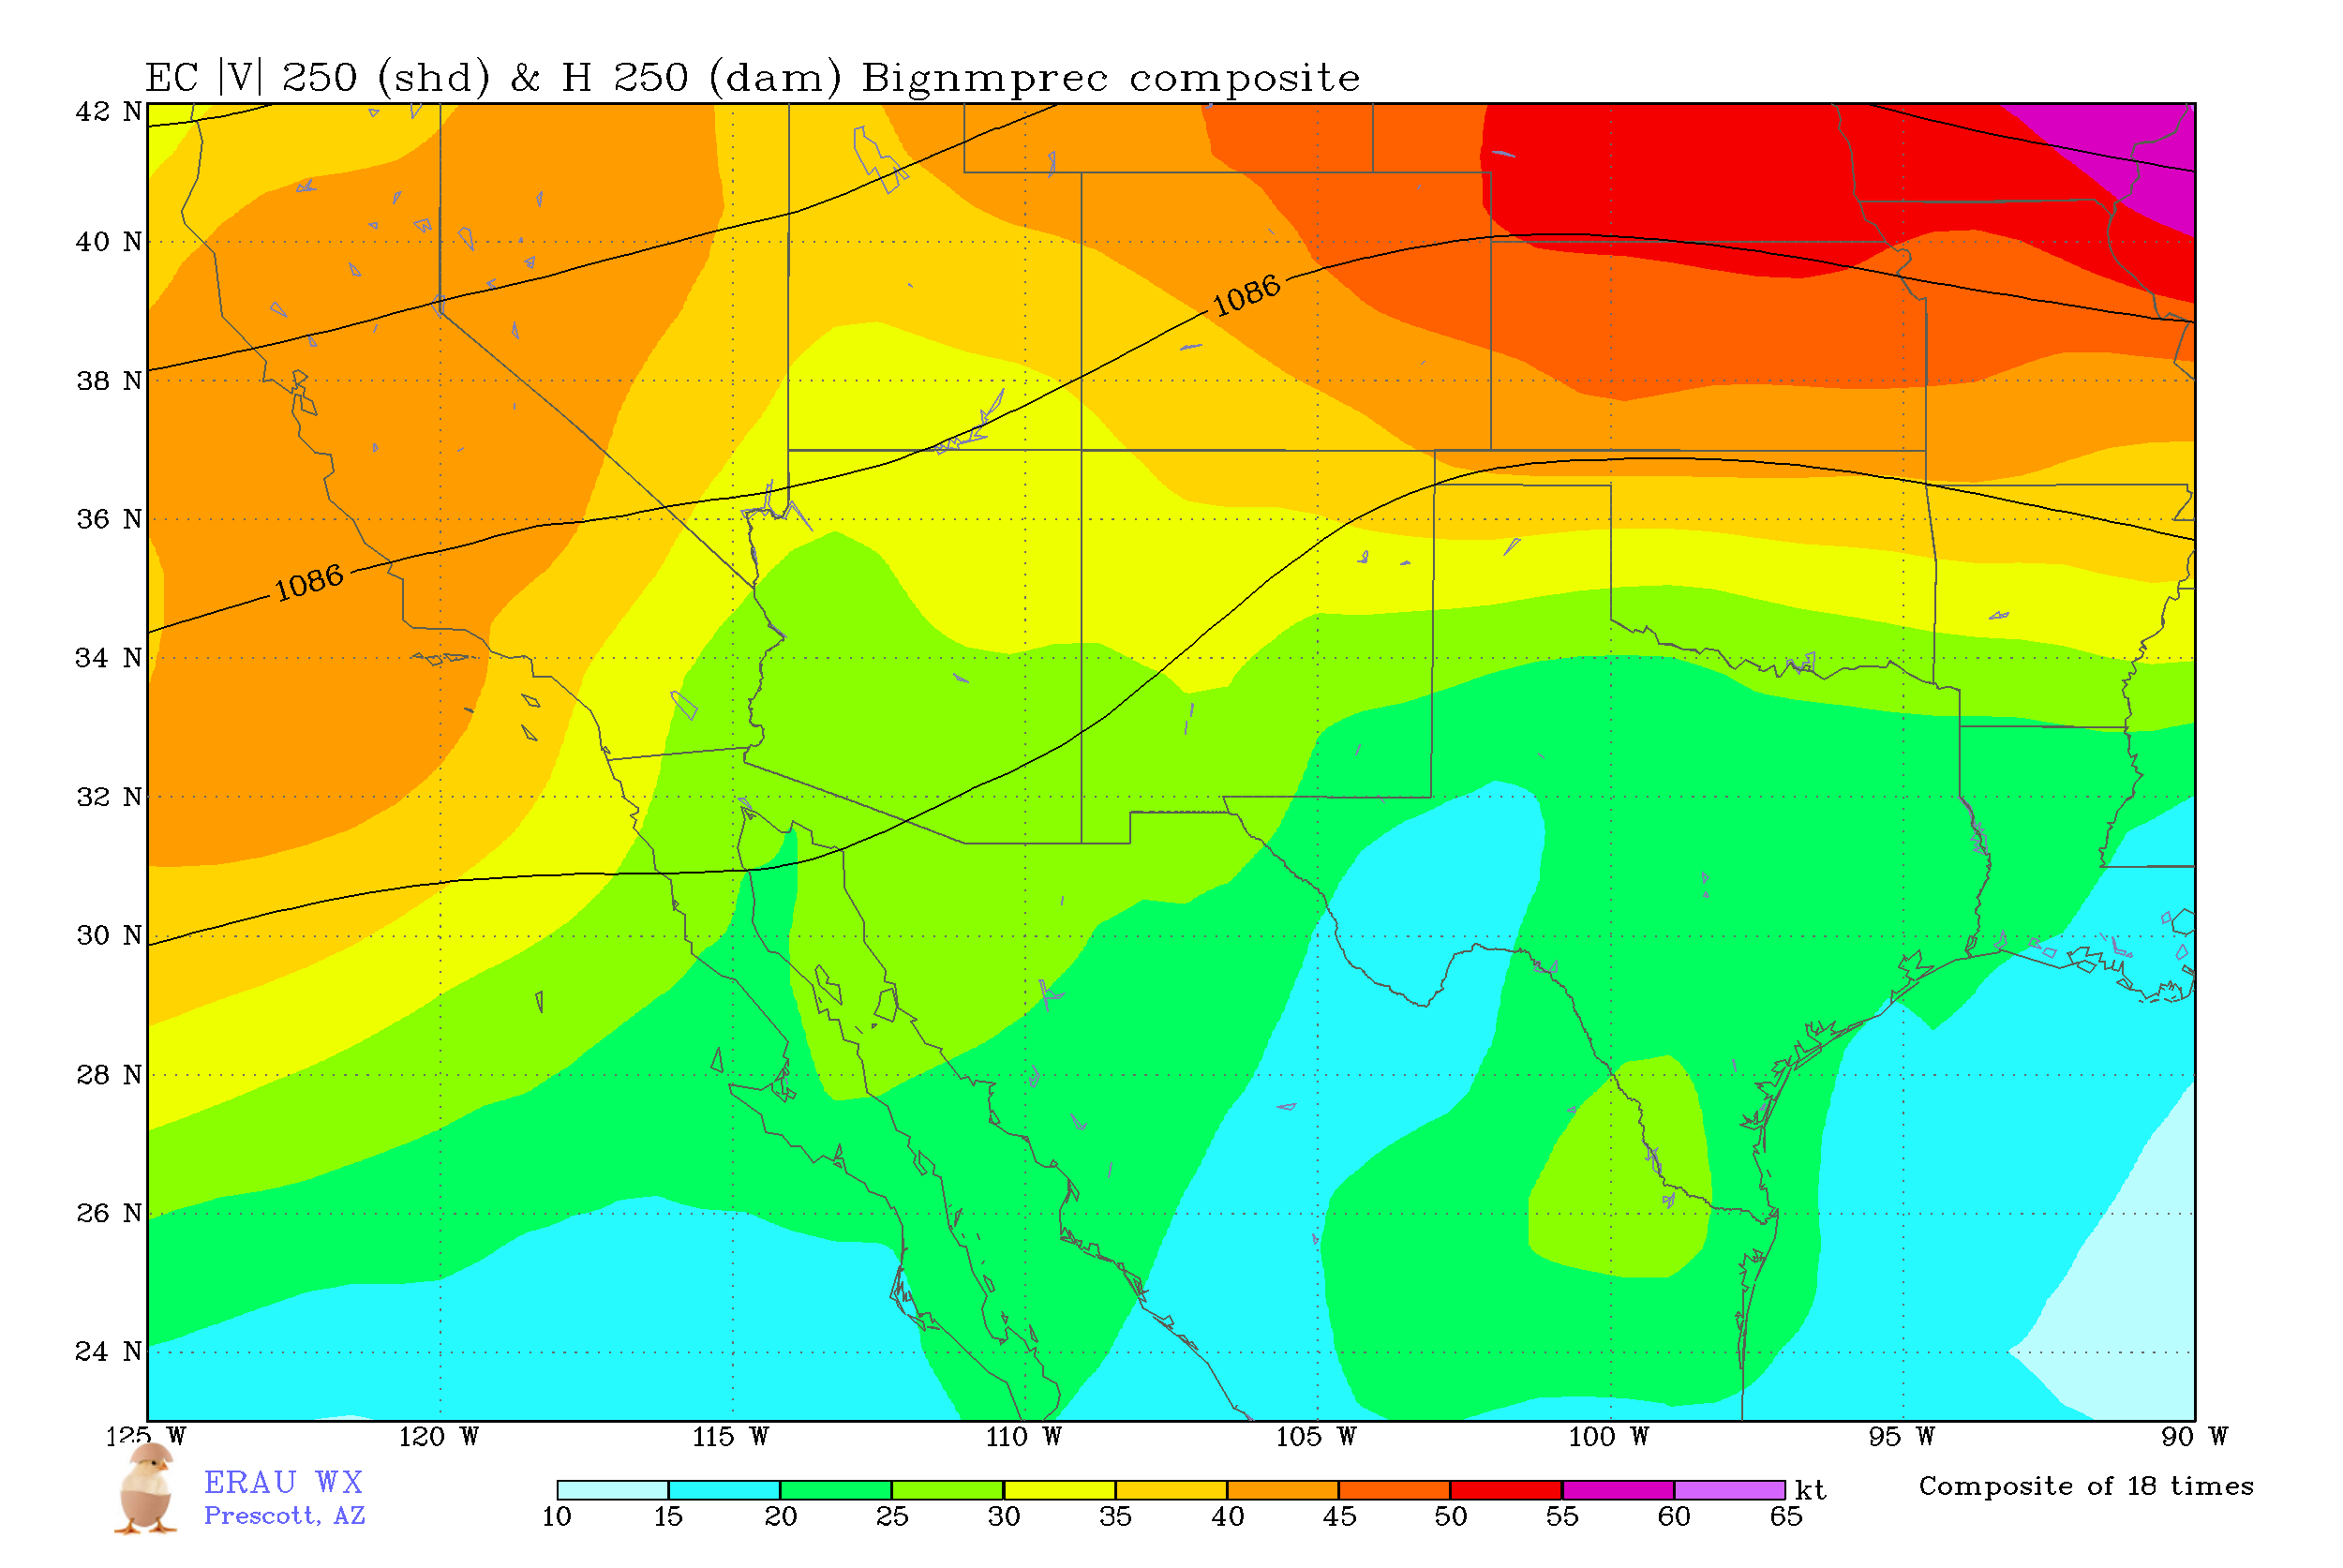 EC |V| 250 (shd) & H 250 (dam) Bignmprec composite
42 N
40 N
38 N
36 N
34 N
32 N
30 N
28 N
26 N
24 N
1086
1086
125 W 120 W 115 W 110 W 105 W 100 W 95 W 90 W
ERAU WX
Prescott, AZ
10 15 20 25 30 35 40 45 50 55 60 65 kt
Composite of 18 times